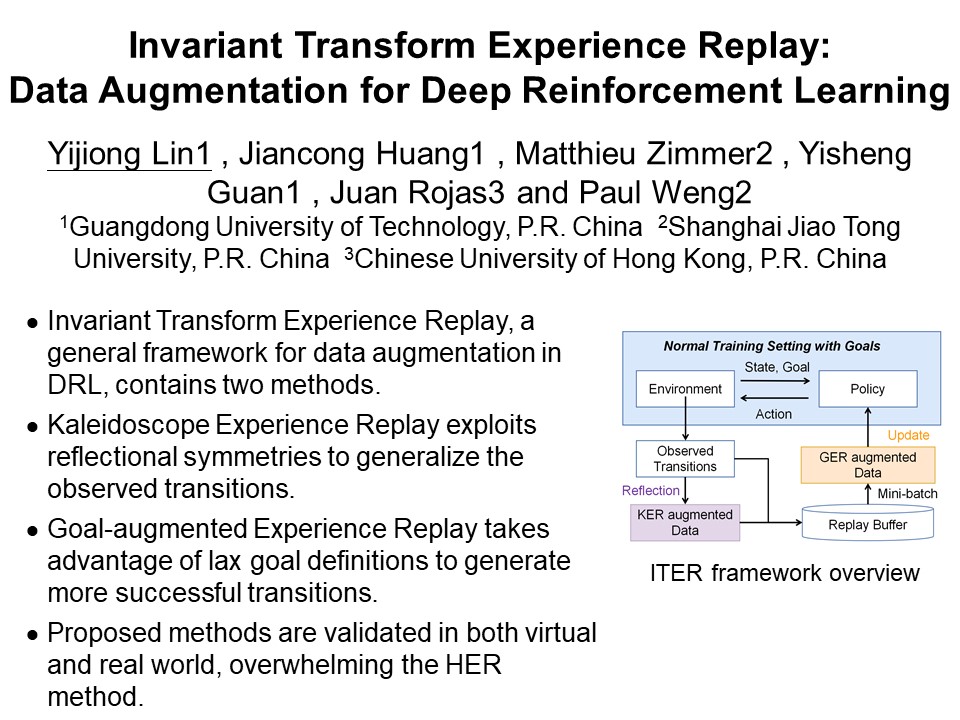 Invariant Transform Experience Replay:
Data Augmentation for Deep Reinforcement Learning
Yijiong Lin1 , Jiancong Huang1 , Matthieu Zimmer2 , Yisheng
Guan1 , Juan Rojas3 and Paul Weng2
¹Guangdong University of Technology, P.R. China ²Shanghai Jiao Tong
University, P.R. China ³Chinese University of Hong Kong, P.R. China
● Invariant Transform Experience Replay, a
general framework for data augmentation in
DRL, contains two methods.
● Kaleidoscope Experience Replay exploits
reflectional symmetries to generalize the
observed transitions.
● Goal-augmented Experience Replay takes
advantage of lax goal definitions to generate
more successful transitions.
● Proposed methods are validated in both virtual
and real world, overwhelming the HER
method.
Normal Training Setting with Goals
State, Goal
Environment
Policy
Action
Update
Observed
Transitions
GER augmented
Data
Reflection
Mini-batch
KER augmented
Data
Replay Buffer
ITER framework overview